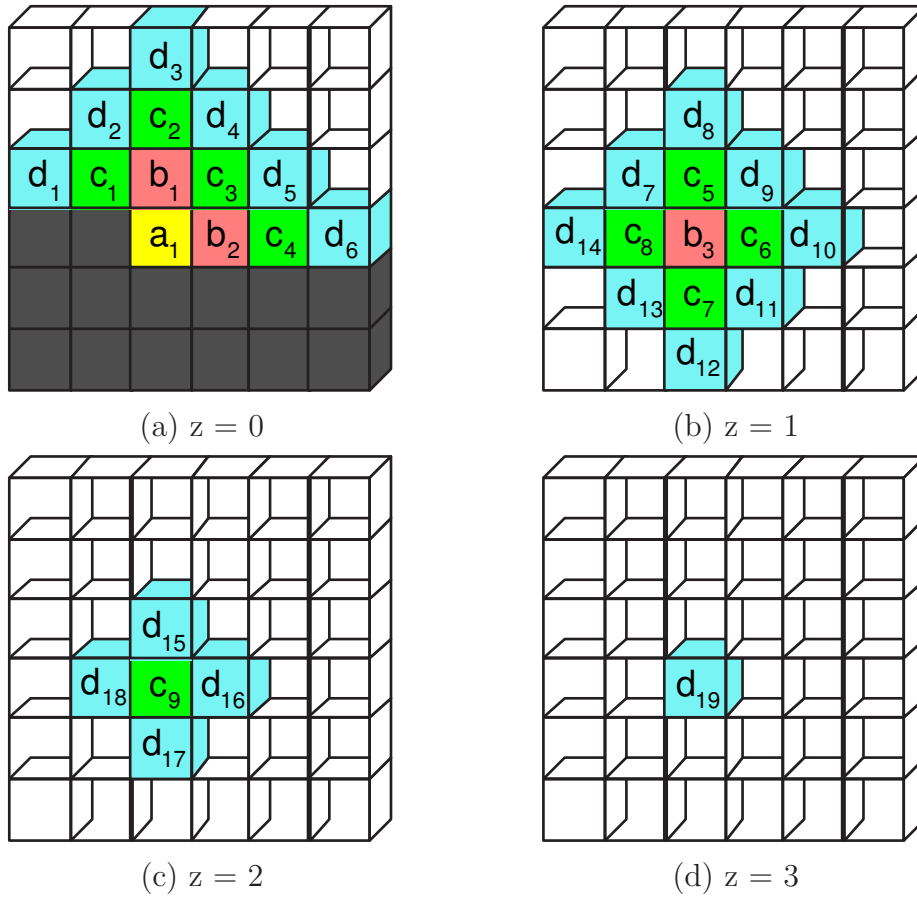 d₃
d₂ c₂ d₄
d₁ c₁ b₁ c₃ d₅
a₁ b₂ c₄ d₆
(a) z = 0
d₈
d₇ c₅ d₉
d₁₄ c₈ b₃ c₆ d₁₀
d₁₃ c₇ d₁₁
d₁₂
(b) z = 1
d₁₅
d₁₈ c₉ d₁₆
d₁₇
(c) z = 2
d₁₉
(d) z = 3